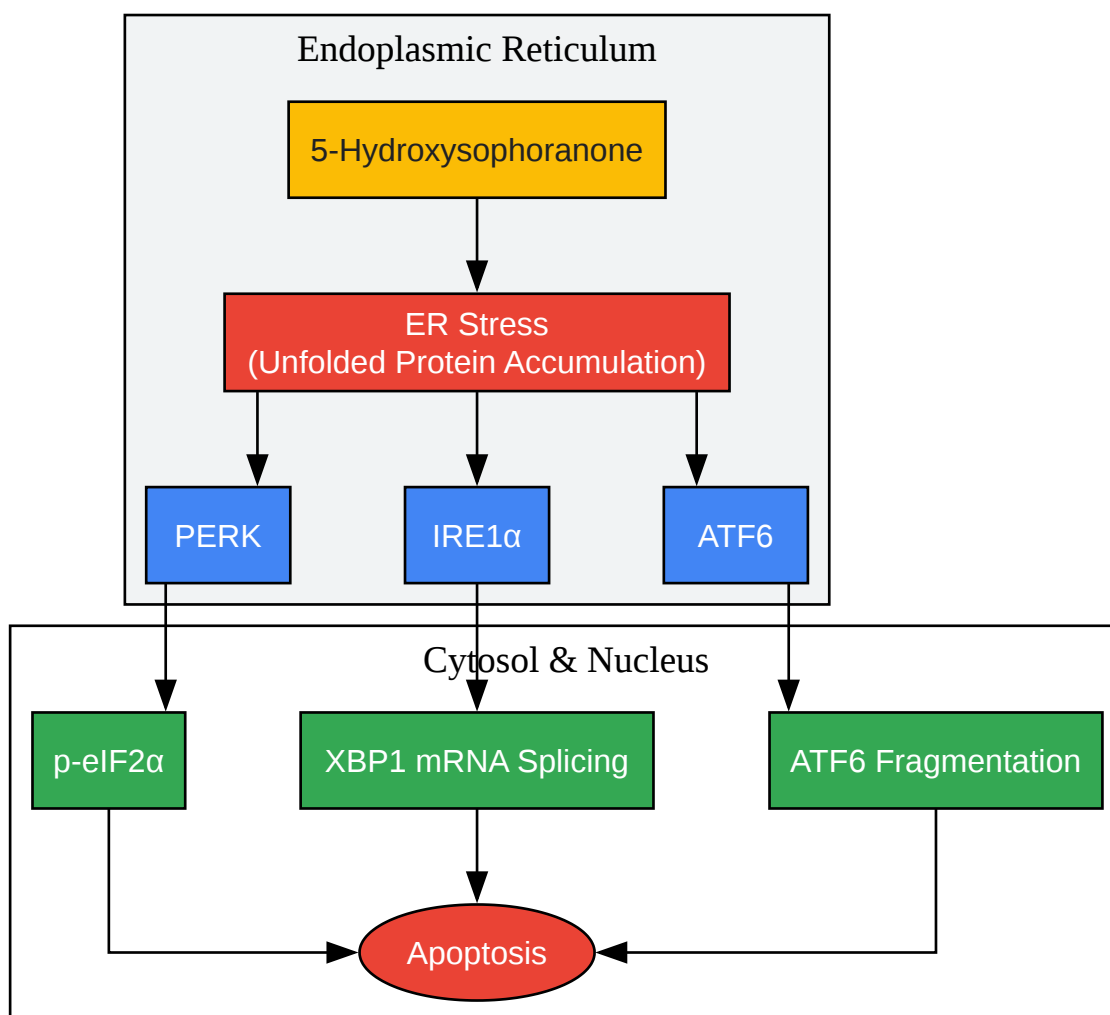 Endoplasmic Reticulum
5-Hydroxysophoranone
ER Stress
(Unfolded Protein Accumulation)
PERK
IRE1α
ATF6
Cytosol & Nucleus
p-eIF2α
XBP1 mRNA Splicing
ATF6 Fragmentation
Apoptosis